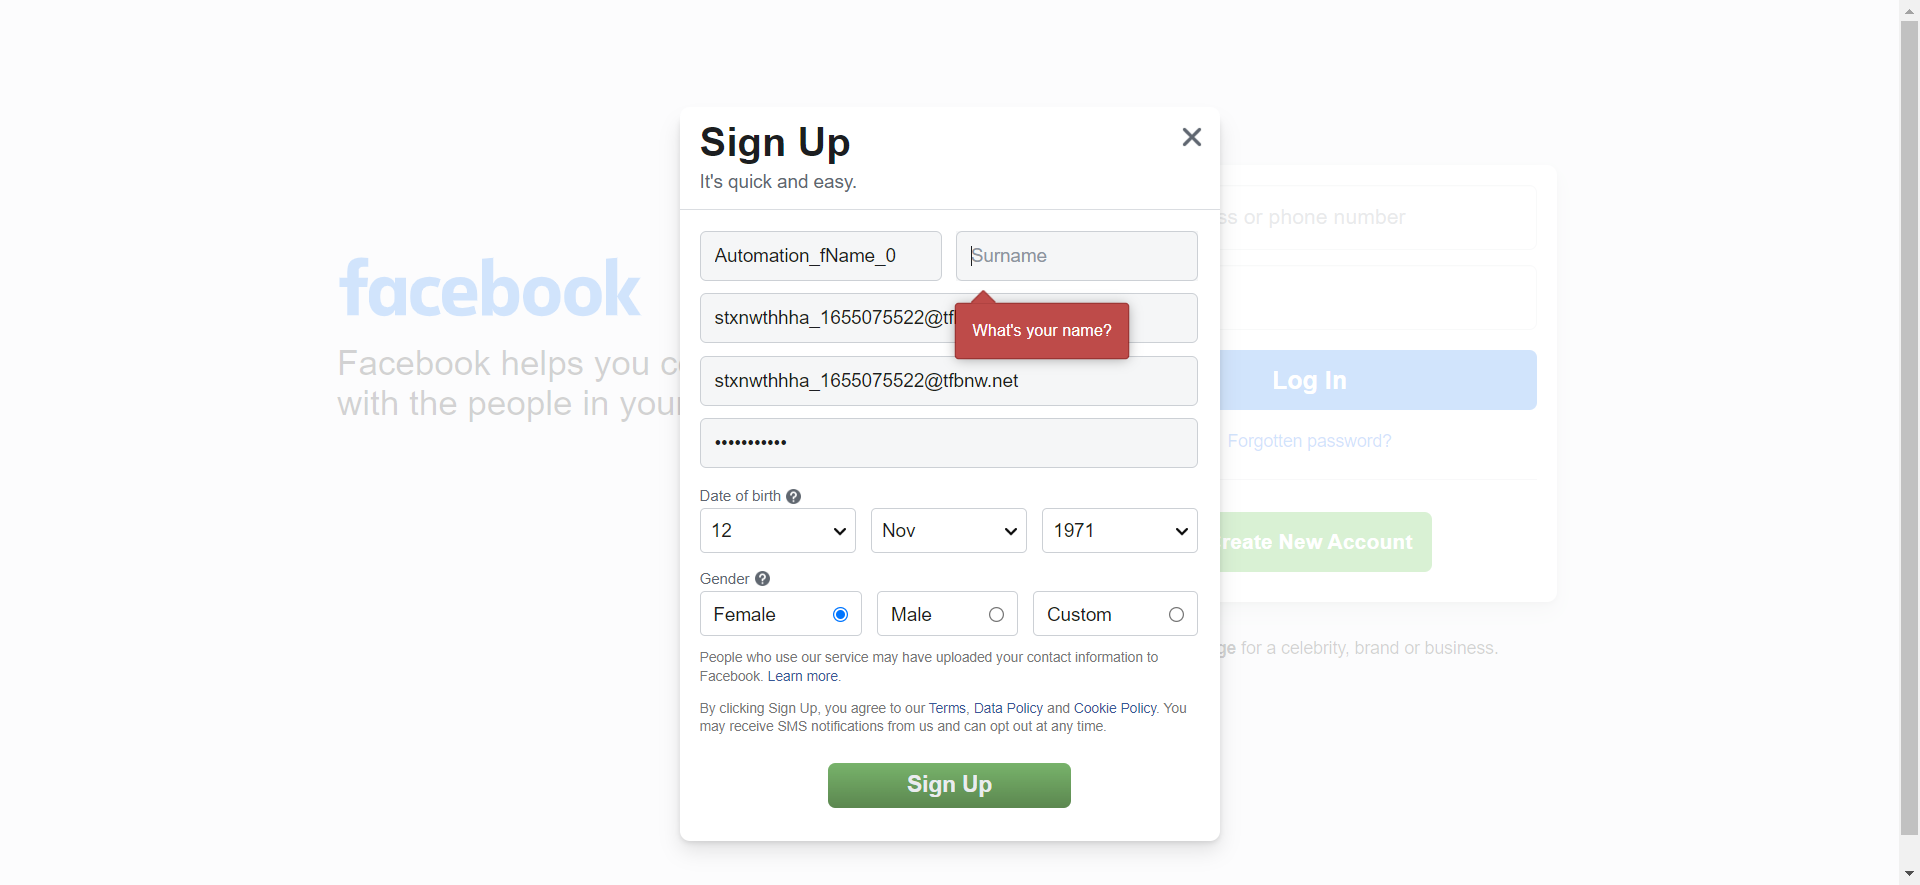 Sign Up
It's quick and easy.
Automation_fName_0
Surname
stxnwthhha_1655075522@tf
What's your name?
stxnwthhha_1655075522@tfbnw.net
•••••••••••
Date of birth ?
12 Nov 1971
Gender ?
Female Male Custom
People who use our service may have uploaded your contact information to
Facebook. Learn more.
By clicking Sign Up, you agree to our Terms, Data Policy and Cookie Policy. You
may receive SMS notifications from us and can opt out at any time.
Sign Up
facebook
Facebook helps you
with the people in your
or phone number
Log In
Forgotten password?
New Account
for a celebrity, brand or business.